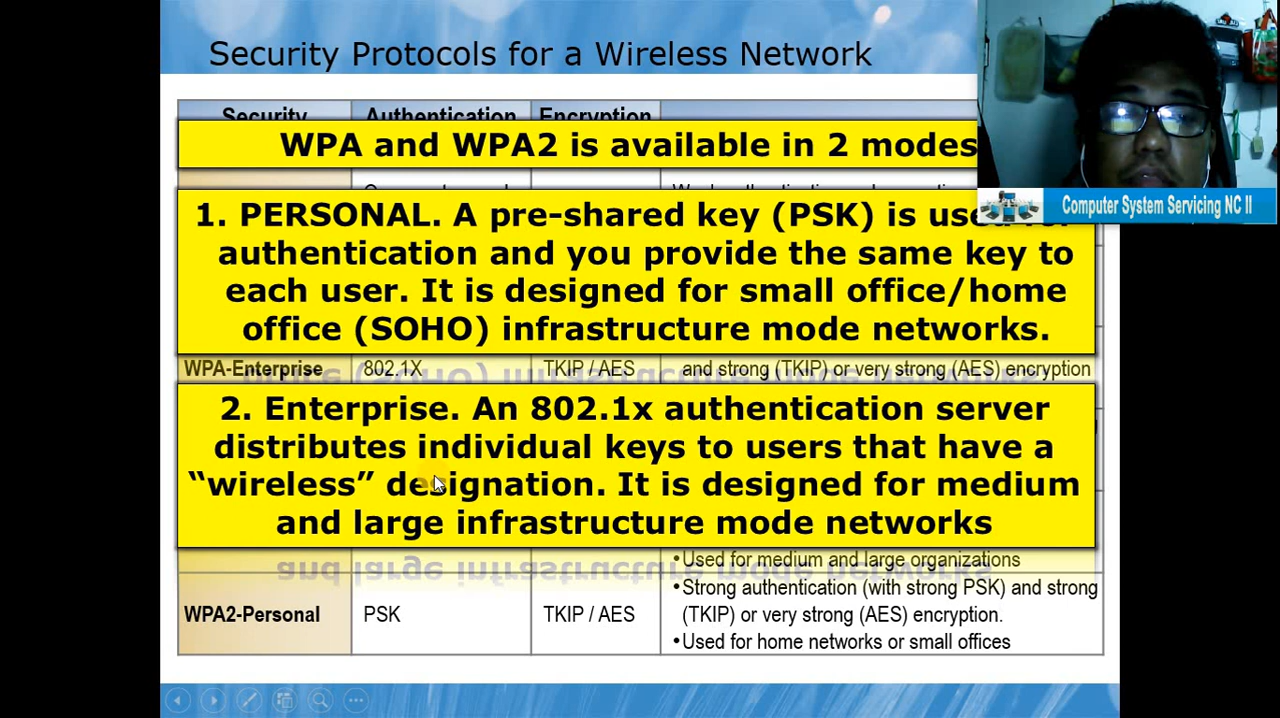 Security Protocols for a Wireless Network
Security Authentication Encryption
WPA and WPA2 is available in 2 modes
Computer System Servicing NC II
1. PERSONAL. A pre-shared key (PSK) is used for
authentication and you provide the same key to
each user. It is designed for small office/home
office (SOHO) infrastructure mode networks.
WPA-Enterprise 802.1X TKIP / AES and strong (TKIP) or very strong (AES) encryption
2. Enterprise. An 802.1x authentication server
distributes individual keys to users that have a
“wireless” designation. It is designed for medium
and large infrastructure mode networks
•Used for medium and large organizations
•Strong authentication (with strong PSK) and strong
WPA2-Personal PSK TKIP / AES (TKIP) or very strong (AES) encryption.
•Used for home networks or small offices